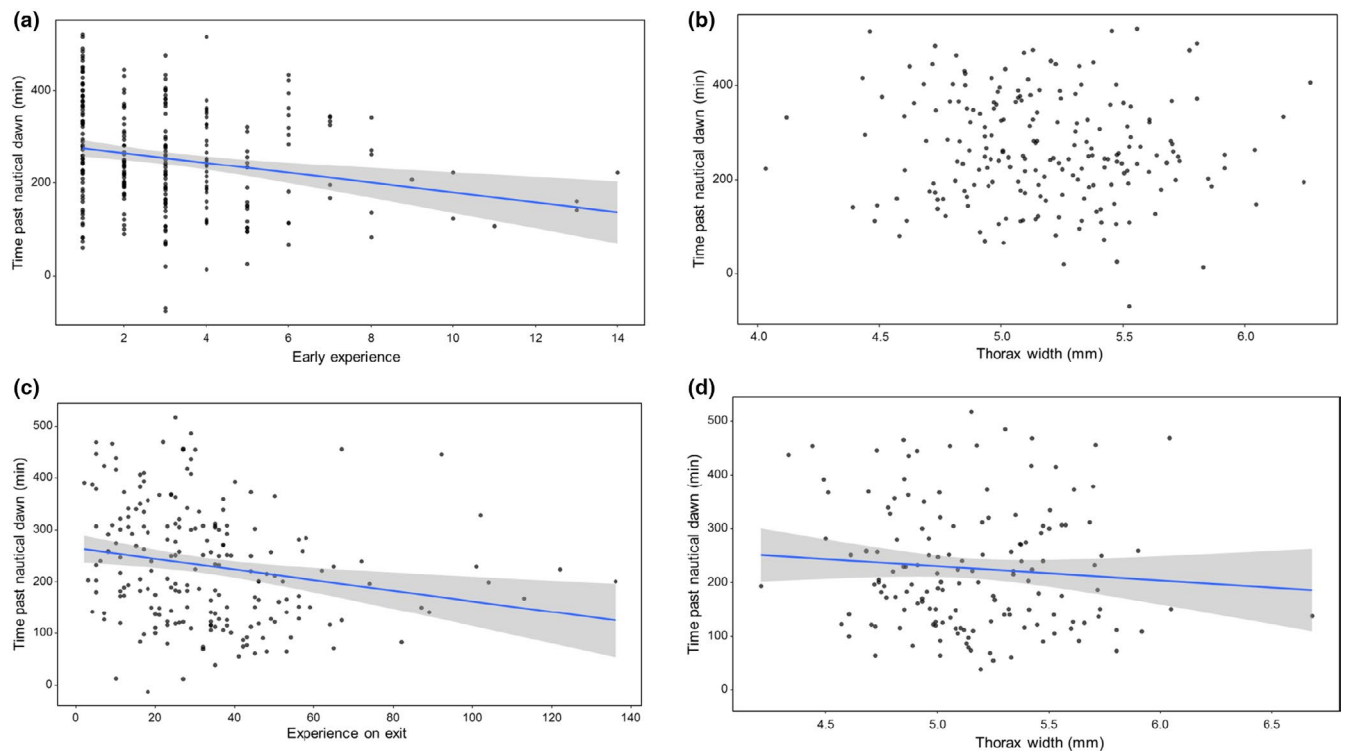 (a)
Time past nautical dawn (min)
400
200
0
2 4 6 8 10 12 14
Early experience
(b)
Time past nautical dawn (min)
400
300
200
100
0
4.0 4.5 5.0 5.5 6.0
Thorax width (mm)
(c)
Time past nautical dawn (min)
500
400
300
200
100
0
0 20 40 60 80 100 120 140
Experience on exit
(d)
Time past nautical dawn (min)
500
400
300
200
100
0
4.5 5.0 5.5 6.0 6.5
Thorax width (mm)